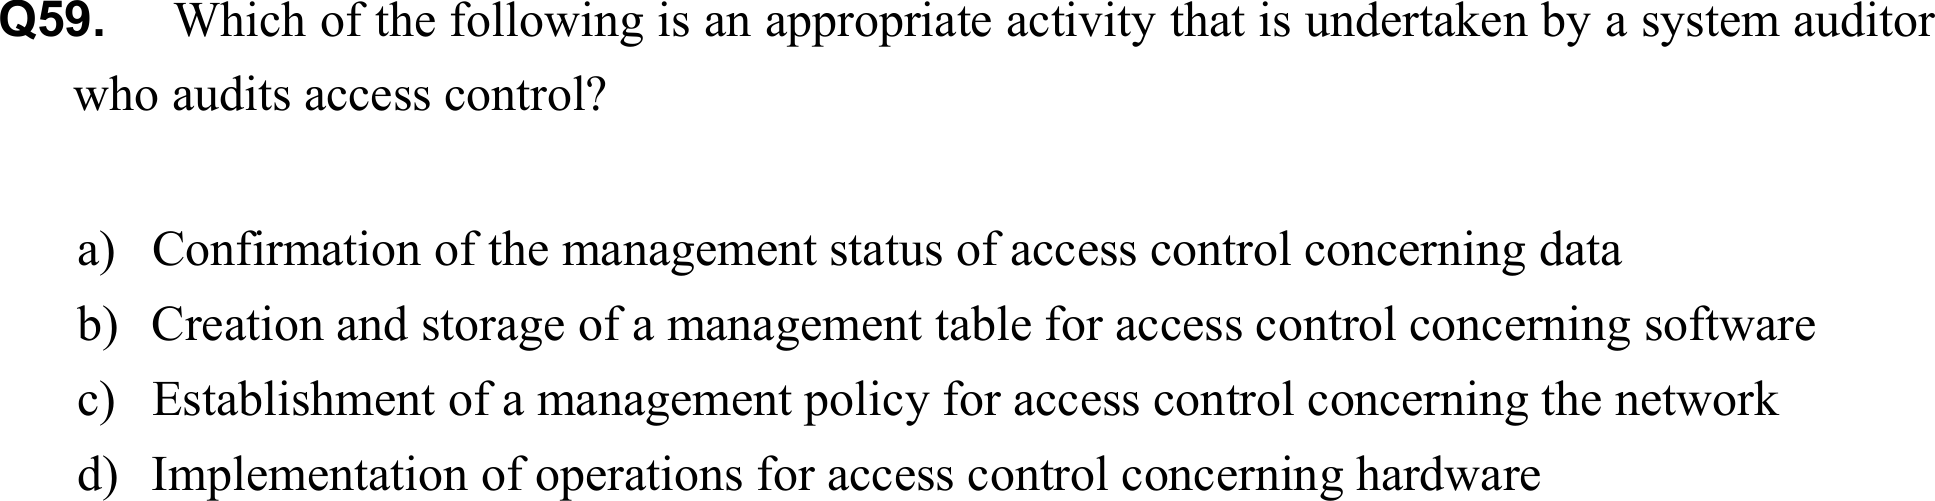 Q59. Which of the following is an appropriate activity that is undertaken by a system auditor
who audits access control?
a) Confirmation of the management status of access control concerning data
b) Creation and storage of a management table for access control concerning software
c) Establishment of a management policy for access control concerning the network
d) Implementation of operations for access control concerning hardware